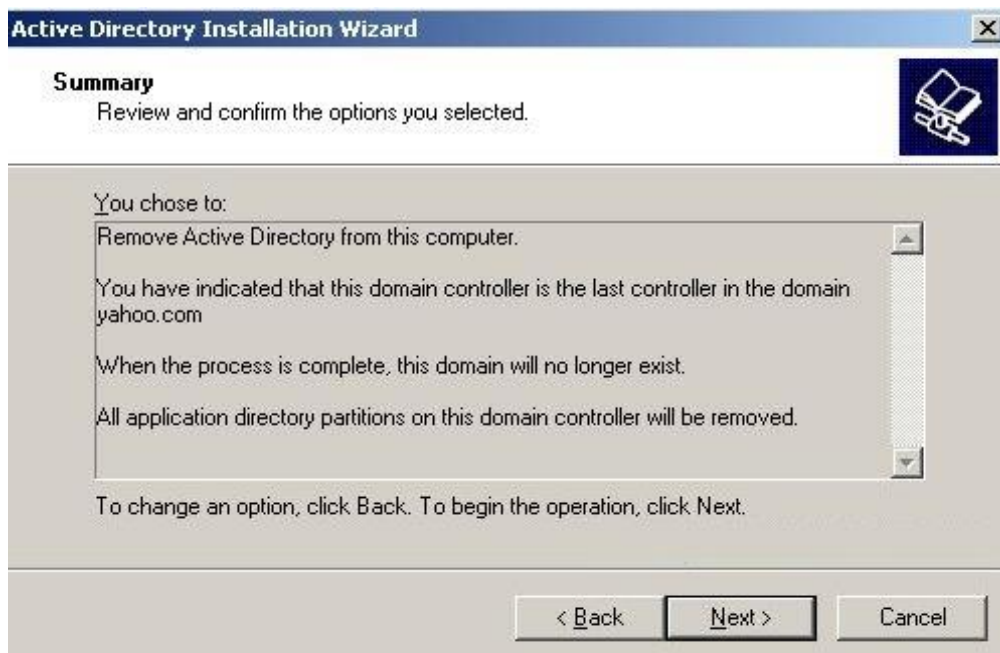 Active Directory Installation Wizard
Summary
Review and confirm the options you selected.
You chose to:
Remove Active Directory from this computer.
You have indicated that this domain controller is the last controller in the domain
yahoo.com
When the process is complete, this domain will no longer exist.
All application directory partitions on this domain controller will be removed.
To change an option, click Back. To begin the operation, click Next.
< Back Next > Cancel